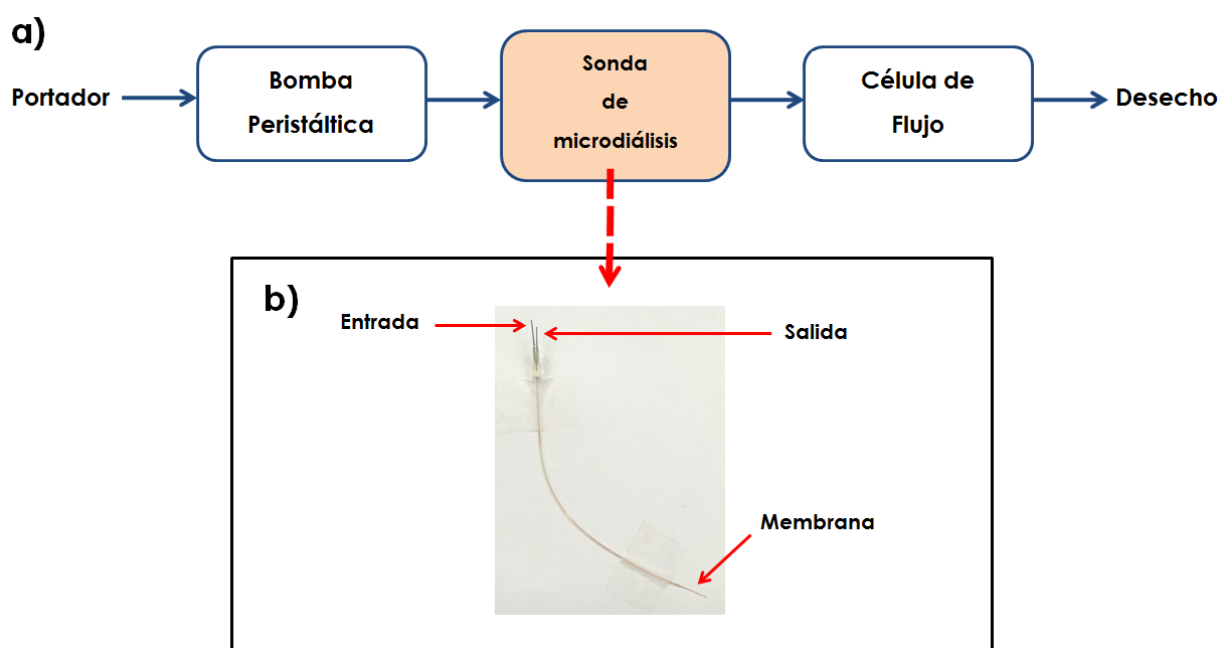 a)
Portador
Bomba
Peristáltica
Sonda
de
microdiálisis
Célula de
Flujo
Desecho
b)
Entrada
Salida
Membrana